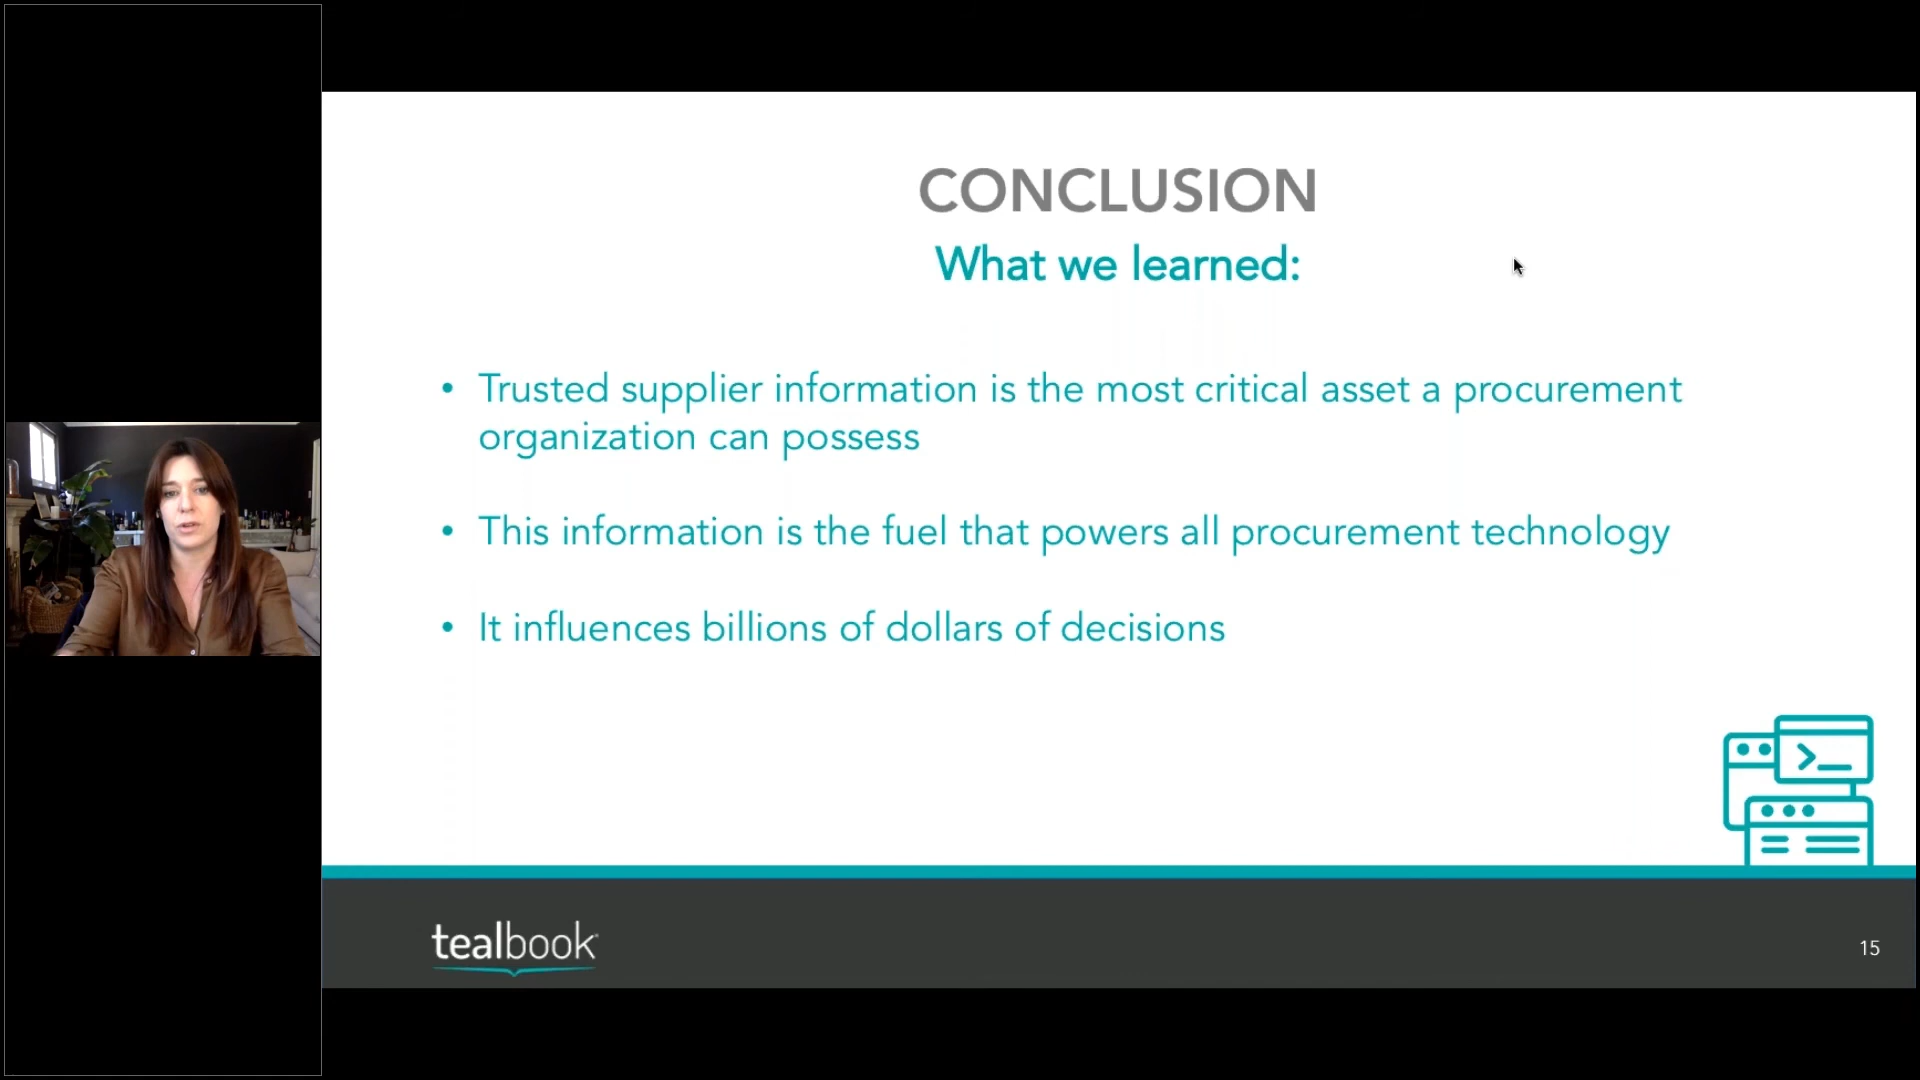 CONCLUSION
What we learned:
• Trusted supplier information is the most critical asset a procurement
organization can possess
• This information is the fuel that powers all procurement technology
• It influences billions of dollars of decisions
>_
tealbook
15